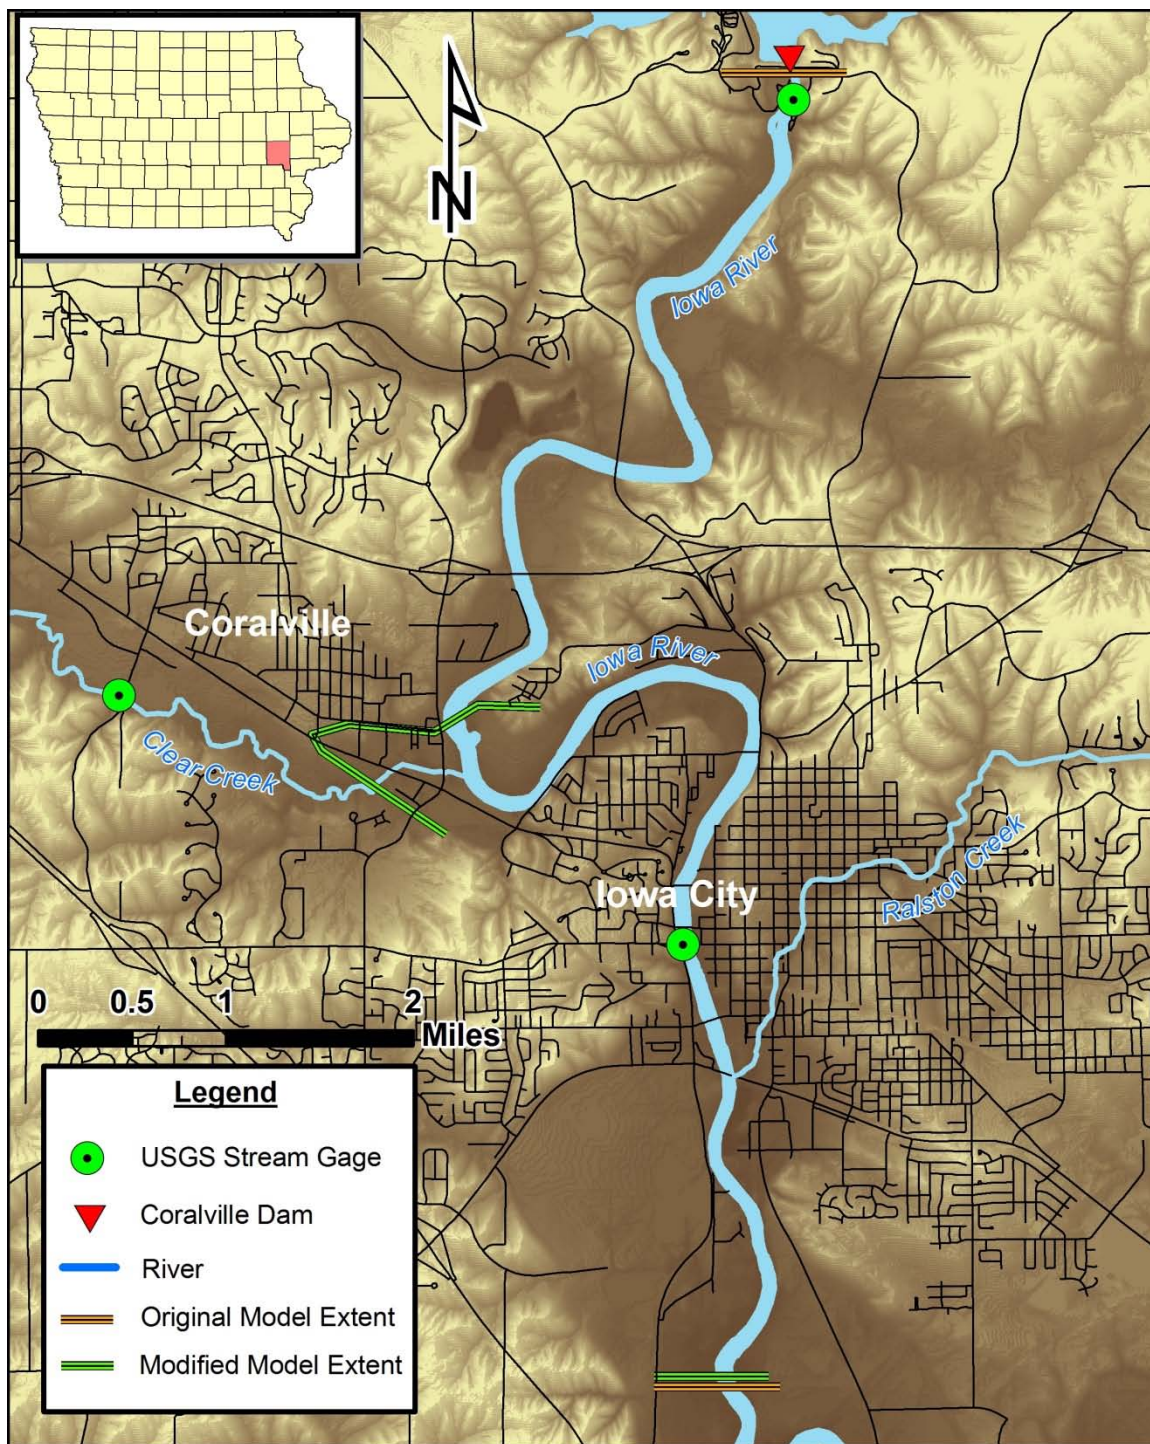 N
Iowa River
Coralville
Iowa River
Clear Creek
Iowa City
Ralston Creek
0 0.5 1 2
Miles
Legend
USGS Stream Gage
Coralville Dam
River
Original Model Extent
Modified Model Extent